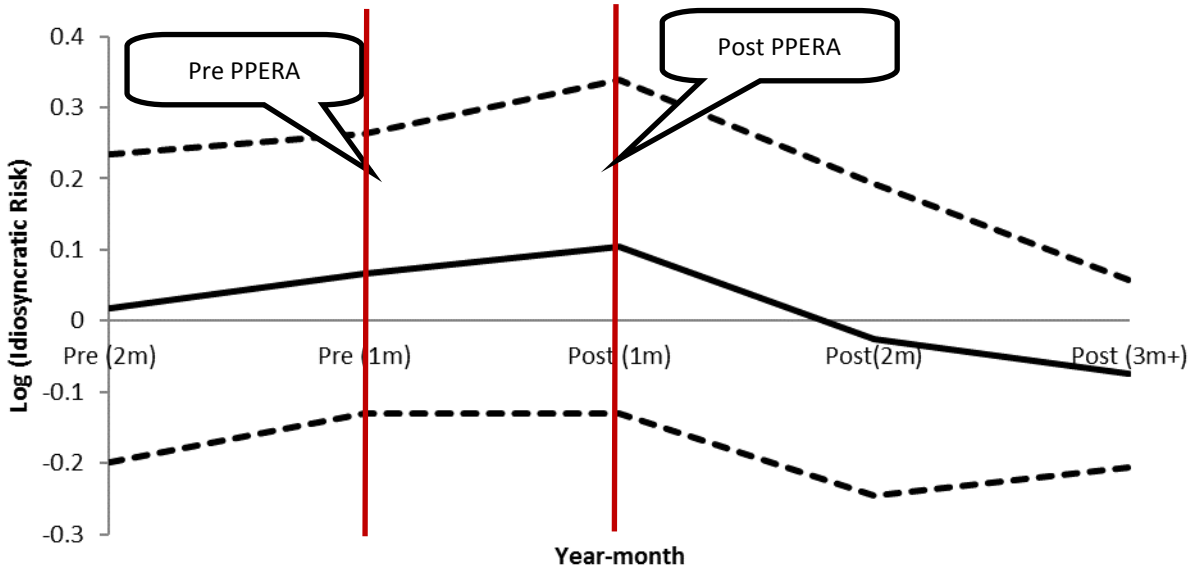 0.4
0.3
0.2
0.1
0
-0.1
-0.2
-0.3
Log (Idiosyncratic Risk)
Pre PPERA
Post PPERA
Pre (2m)
Pre (1m)
Post (1m)
Post(2m)
Post (3m+)
Year-month